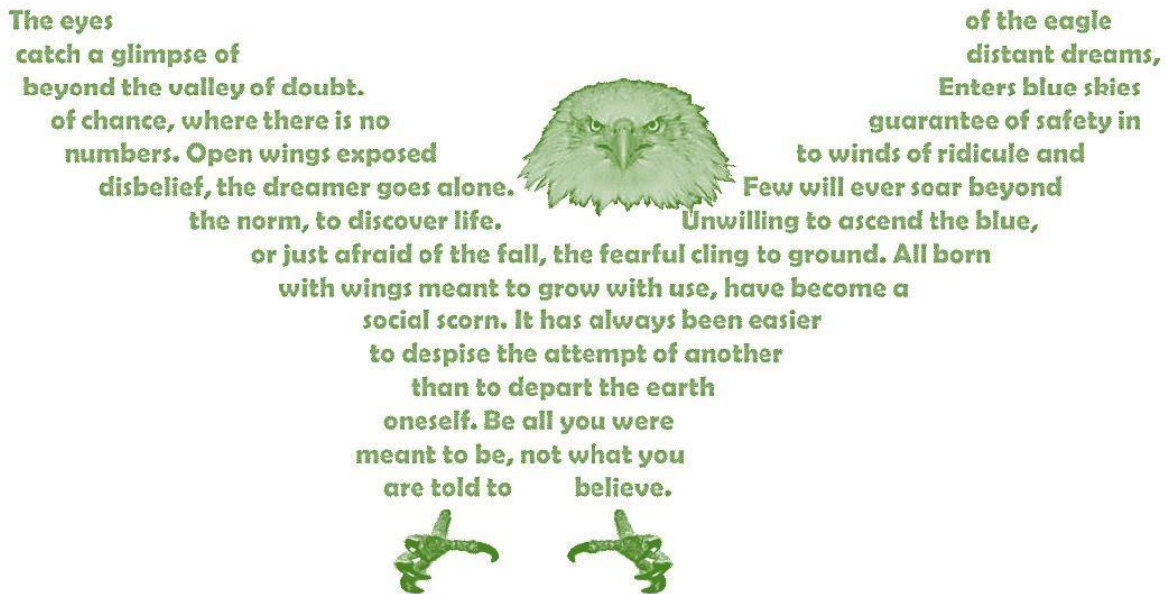 The eyes of the eagle
catch a glimpse of distant dreams,
beyond the valley of doubt. Enters blue skies
of chance, where there is no guarantee of safety in
numbers. Open wings exposed to winds of ridicule and
disbelief, the dreamer goes alone. Few will ever soar beyond
the norm, to discover life. Unwilling to ascend the blue,
or just afraid of the fall, the fearful cling to ground. All born
with wings meant to grow with use, have become a
social scorn. It has always been easier
to despise the attempt of another
than to depart the earth
oneself. Be all you were
meant to be, not what you
are told to believe.